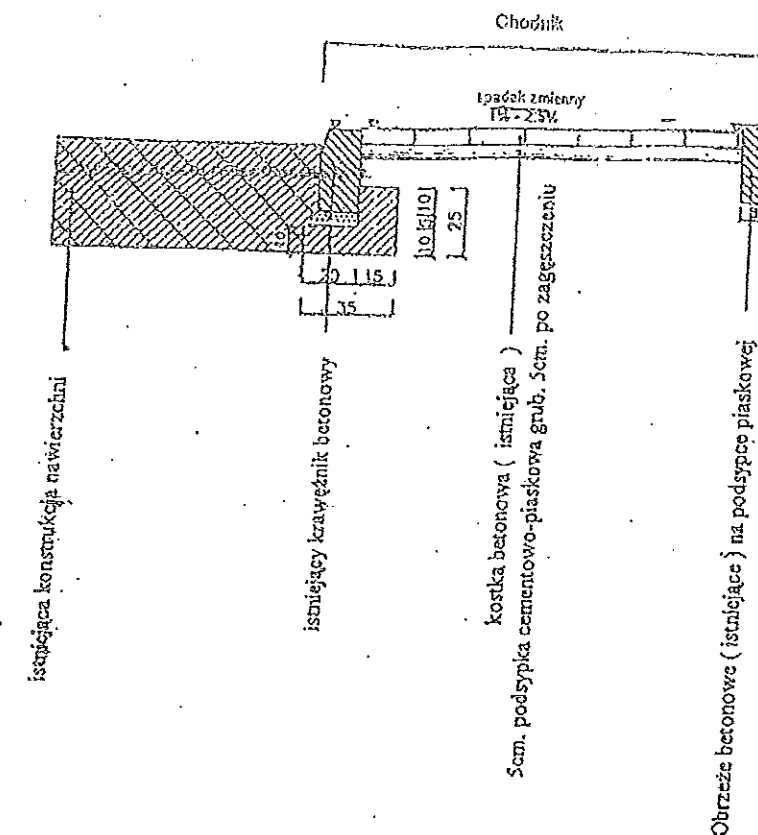 Chodnik
spadek zmienny
1% - 2.5%
10
20
15
35
10
10
25
istniejąca konstrukcja nawierzchni
istniejący krawężnik betonowy
kostka betonowa ( istniejąca )
5cm. podsypka cementowo-piaskowa grub. 5cm. po zagęszczeniu
Obrzeże betonowe ( istniejące ) na podsypce piaskowej